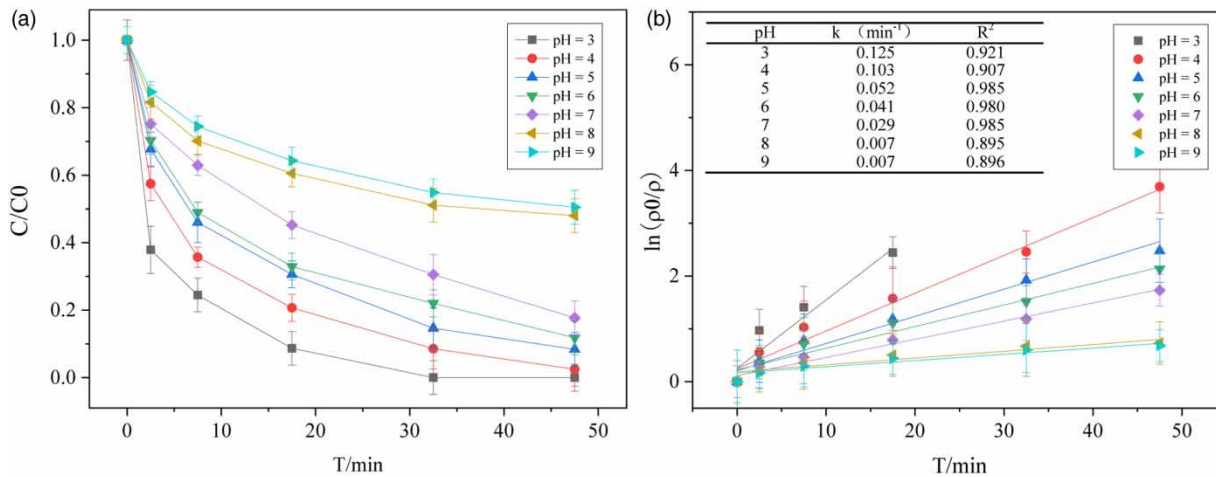 (a)
C/C0
1.0
0.8
0.6
0.4
0.2
0.0
pH = 3
pH = 4
pH = 5
pH = 6
pH = 7
pH = 8
pH = 9
0 10 20 30 40 50
T/min
(b)
ln(ρ0/ρ)
6
4
2
0
pH k (min⁻¹) R²
3 0.125 0.921
4 0.103 0.907
5 0.052 0.985
6 0.041 0.980
7 0.029 0.985
8 0.007 0.895
9 0.007 0.896
pH = 3
pH = 4
pH = 5
pH = 6
pH = 7
pH = 8
pH = 9
0 10 20 30 40 50
T/min